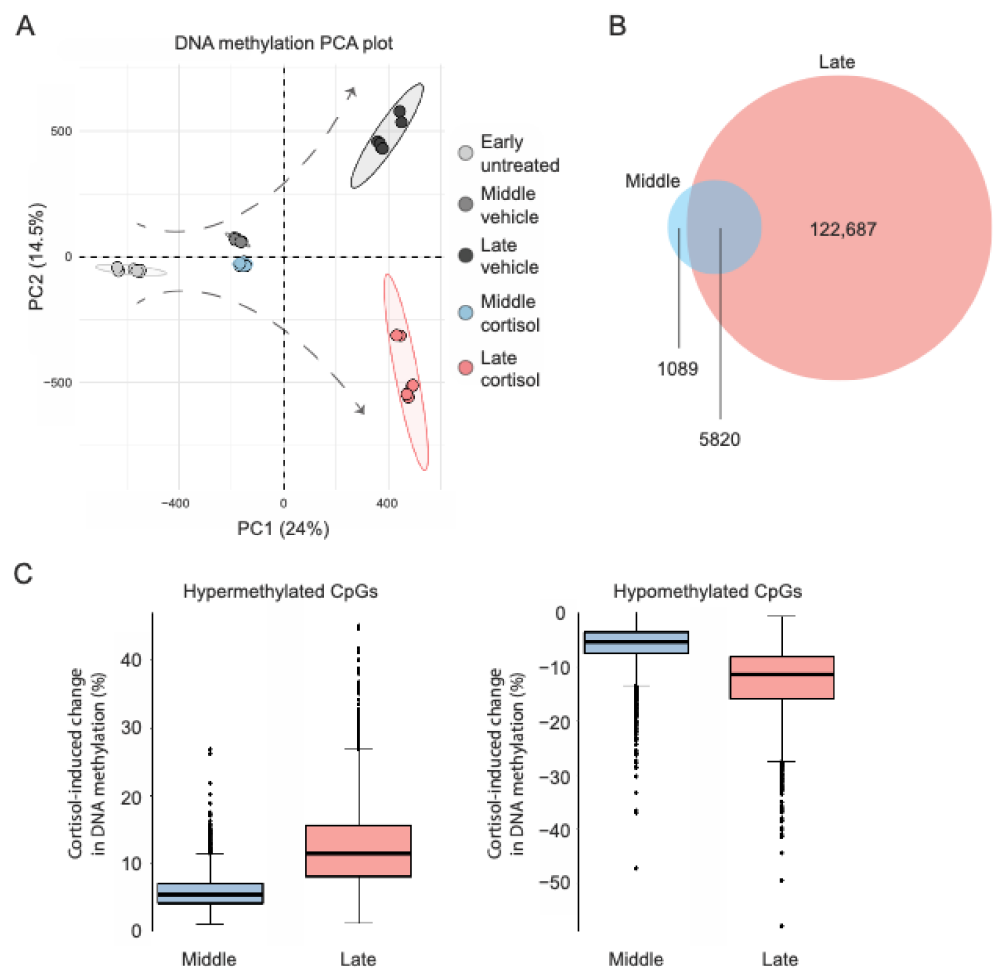 A
DNA methylation PCA plot
500
0
−500
−400
0
400
PC2 (14.5%)
PC1 (24%)
Early
untreated
Middle
vehicle
Late
vehicle
Middle
cortisol
Late
cortisol
B
Late
Middle
122,687
1089
5820
C
Hypermethylated CpGs
Cortisol-induced change
in DNA methylation (%)
40
30
20
10
0
Middle
Late
Hypomethylated CpGs
Cortisol-induced change
in DNA methylation (%)
0
−10
−20
−30
−40
−50
Middle
Late